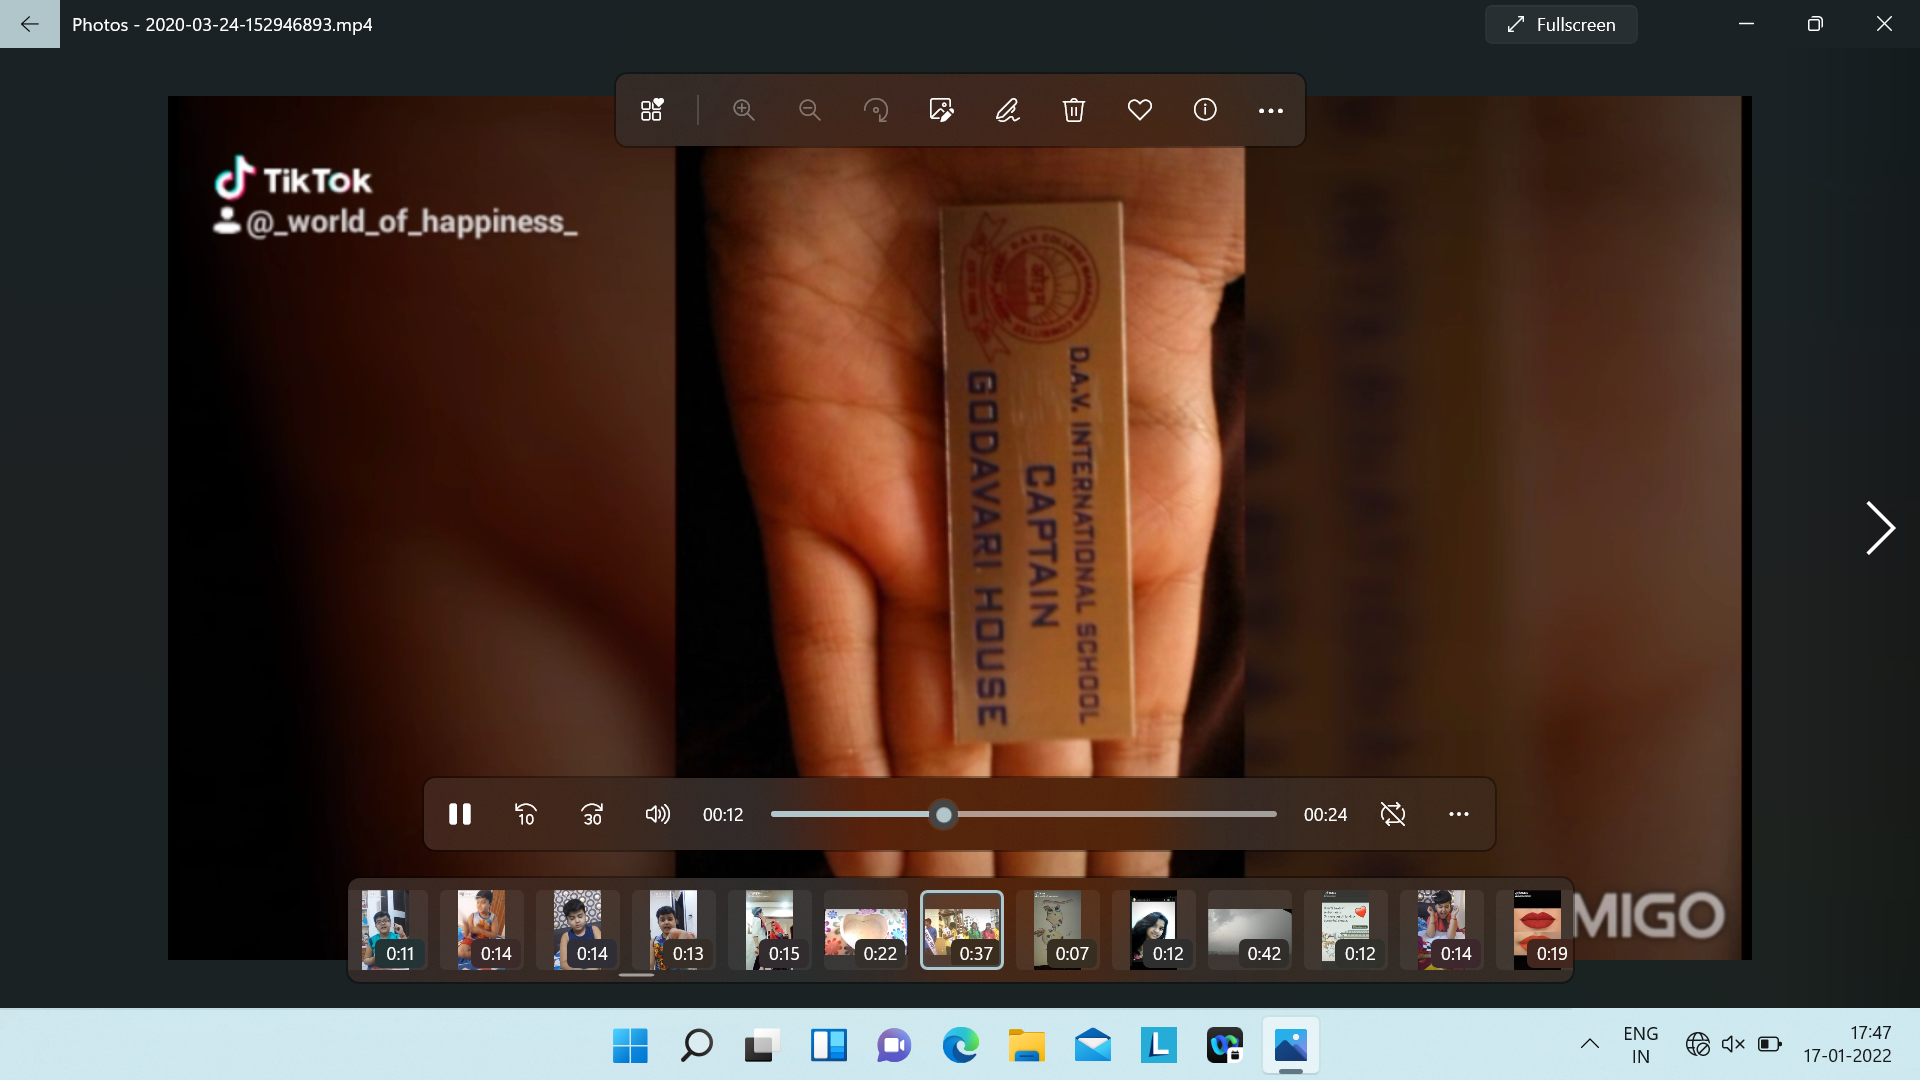 Photos - 2020-03-24-152946893.mp4
Fullscreen
TikTok
@_world_of_happiness_
D.A.V. INTERNATIONAL SCHOOL
CAPTAIN
GODAVARI HOUSE
10
30
00:12
00:24
0:11
0:14
0:14
0:13
0:15
0:22
0:37
0:07
0:12
0:42
0:12
0:14
0:19
MIGO
L
ENG
IN
17:47
17-01-2022